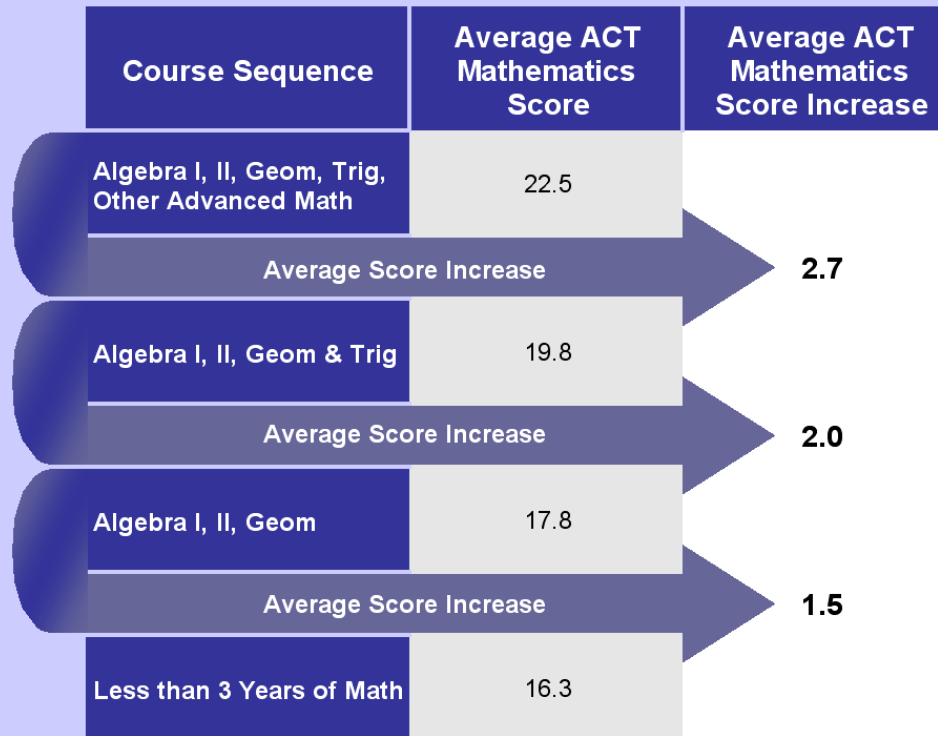 Course Sequence
Average ACT
Mathematics
Score
Average ACT
Mathematics
Score Increase
Algebra I, II, Geom, Trig,
Other Advanced Math
22.5
Average Score Increase
2.7
Algebra I, II, Geom & Trig
19.8
Average Score Increase
2.0
Algebra I, II, Geom
17.8
Average Score Increase
1.5
Less than 3 Years of Math
16.3